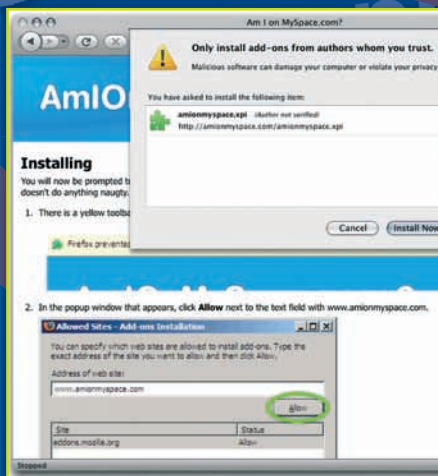 Am I on MySpace.com?
Only install add-ons from authors whom you trust.
Malicious software can damage your computer or violate your privacy
You have asked to install the following item:
amionmyspace.xpi (Author not verified)
http://amionmyspace.com/amionmyspace.xpi
Cancel
Install Now
AmIO
Installing
You will now be prompted t
doesn't do anything naughty.
1. There is a yellow toolba
Firefox prevented
2. In the popup window that appears, click Allow next to the text field with www.amionmyspace.com.
Allowed Sites - Add-ons Installation
You can specify which web sites are allowed to install add-ons. Type the
exact address of the site you want to allow and then click Allow.
Address of web site:
www.amionmyspace.com
Allow
Site Status
addons.mozilla.org Allow
Stopped